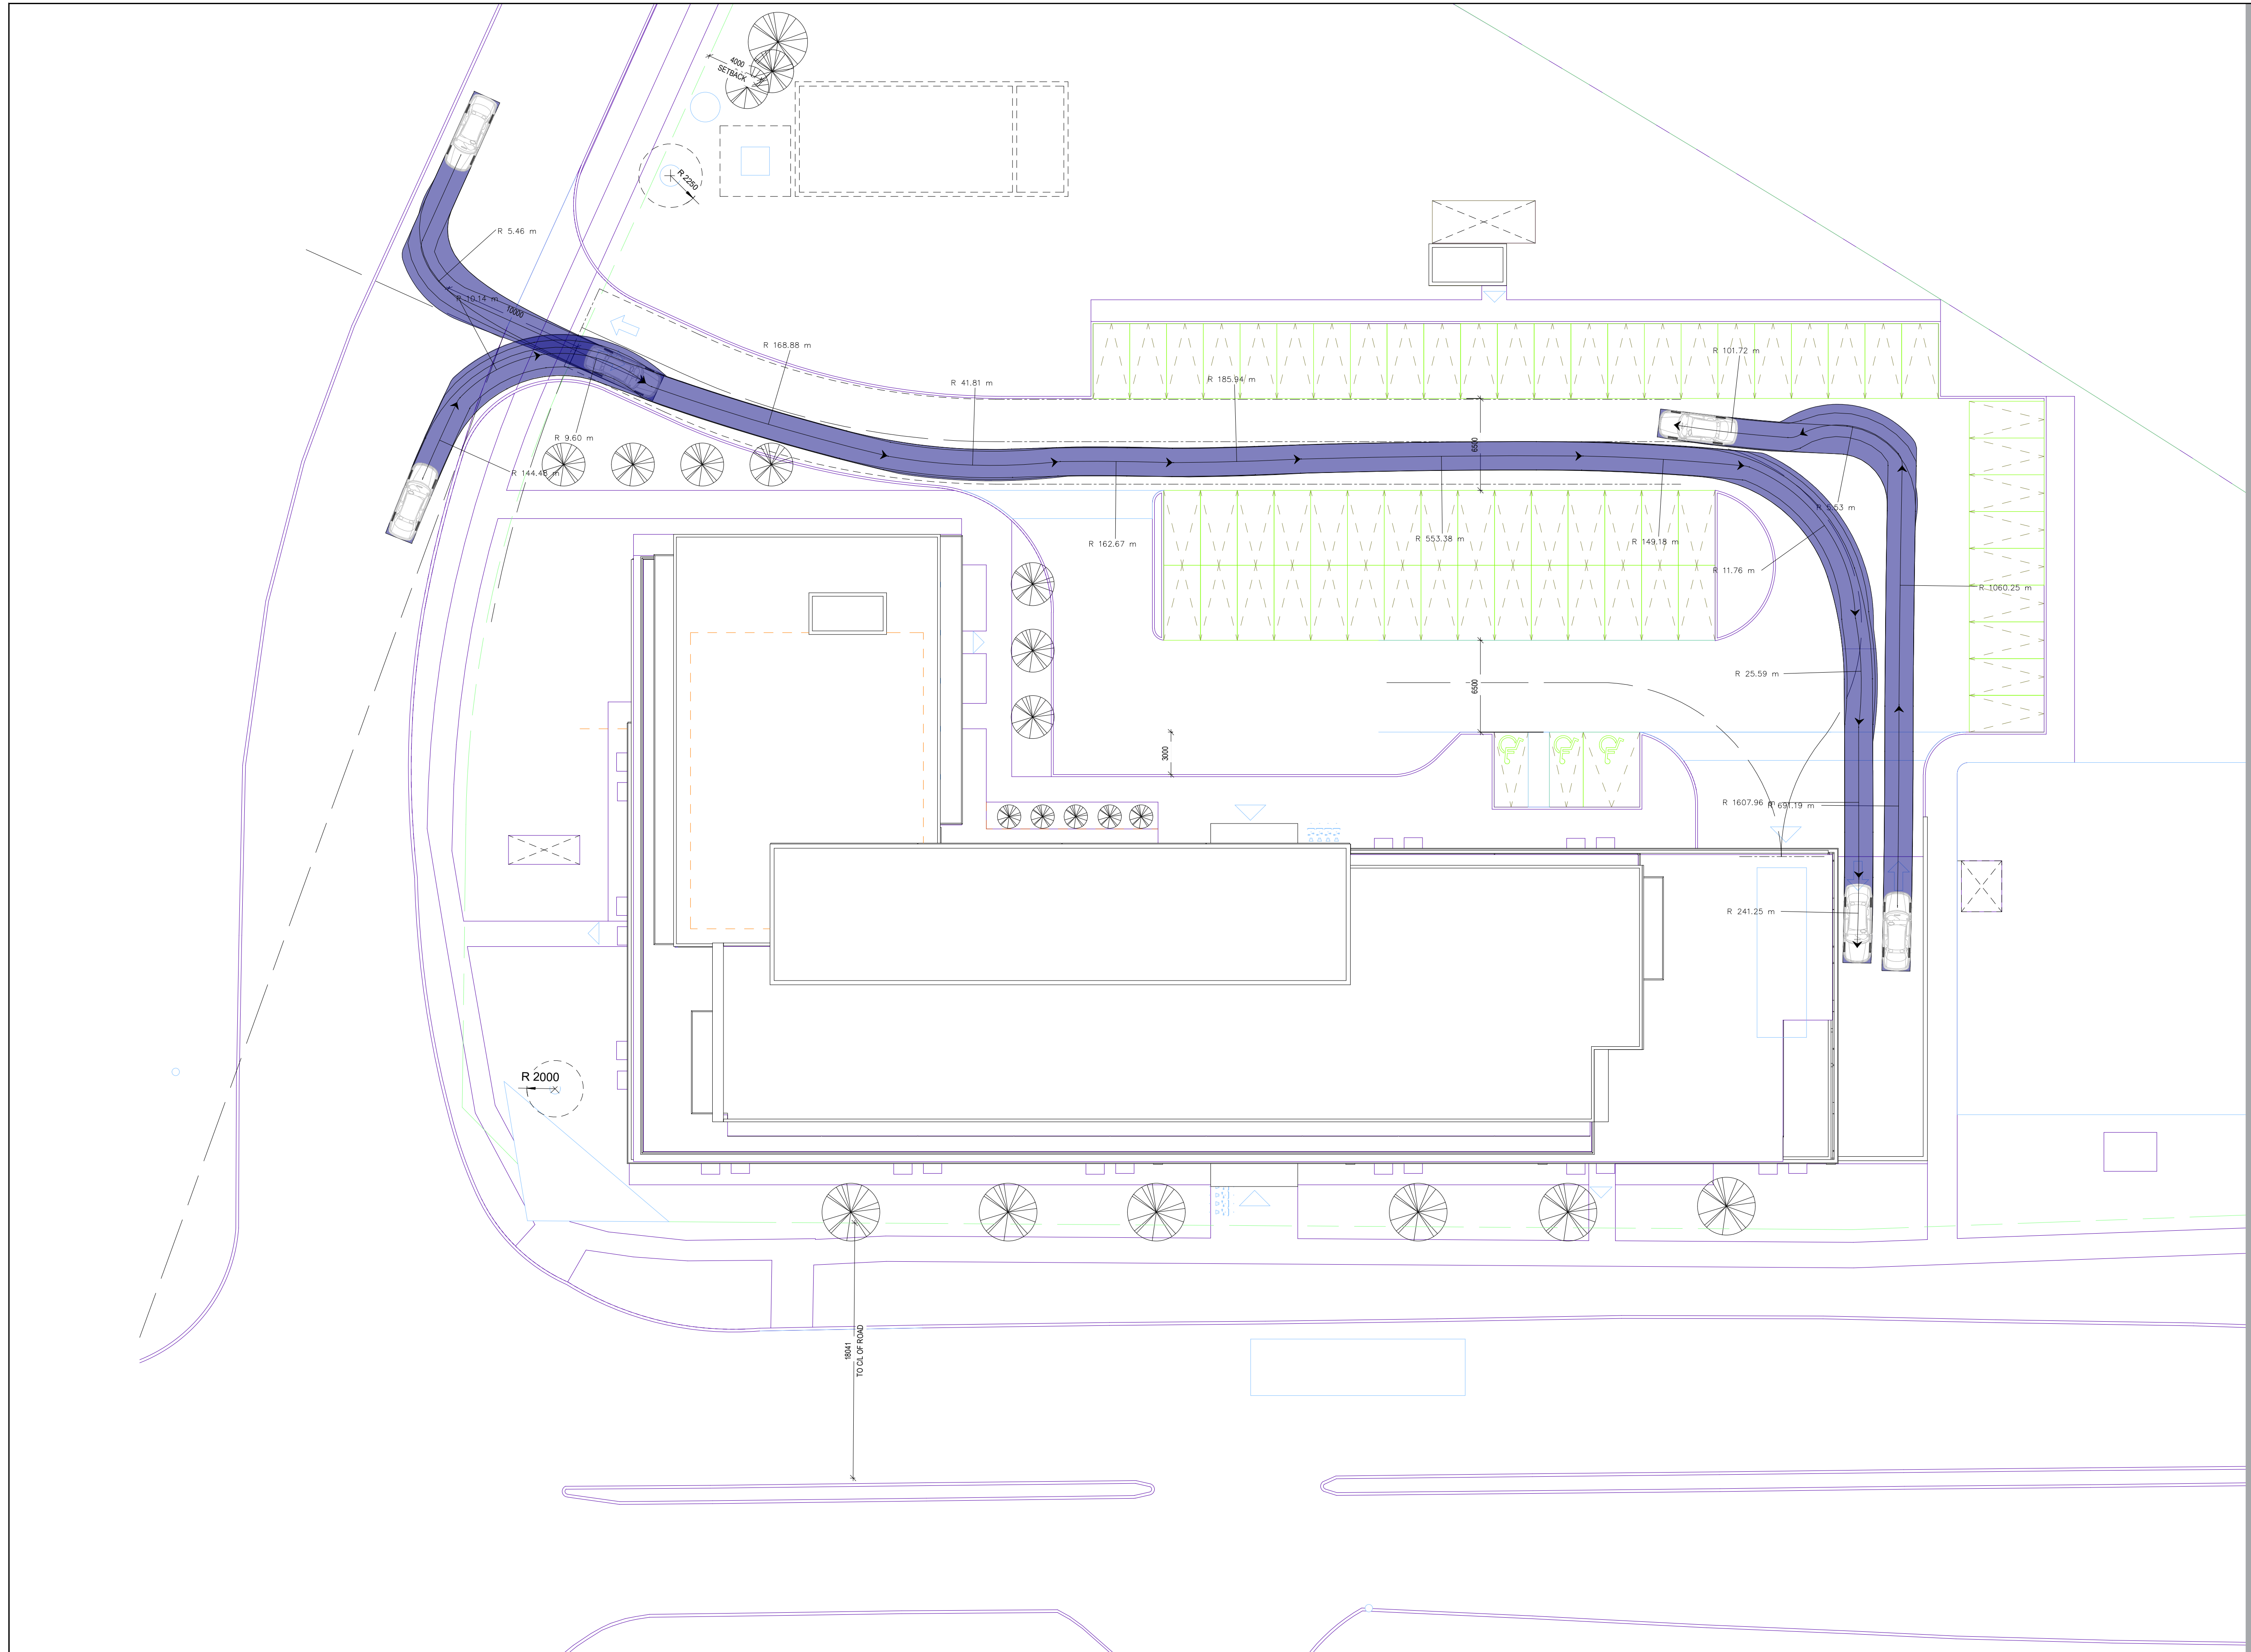 4000
SETBACK
R 2250
R 5.46 m
R 10.14 m
10000
R 168.88 m
R 101.72 m
R 41.81 m
R 185.94 m
R 9.60 m
6500
R 144.48 m
R 5.53 m
R 162.67 m
R 553.38 m
R 149.18 m
R 11.76 m
R 1060.25 m
R 25.59 m
6500
3000
R 1607.96 m
R 691.19 m
R 241.25 m
R 2000
18041
TO C/L OF ROAD